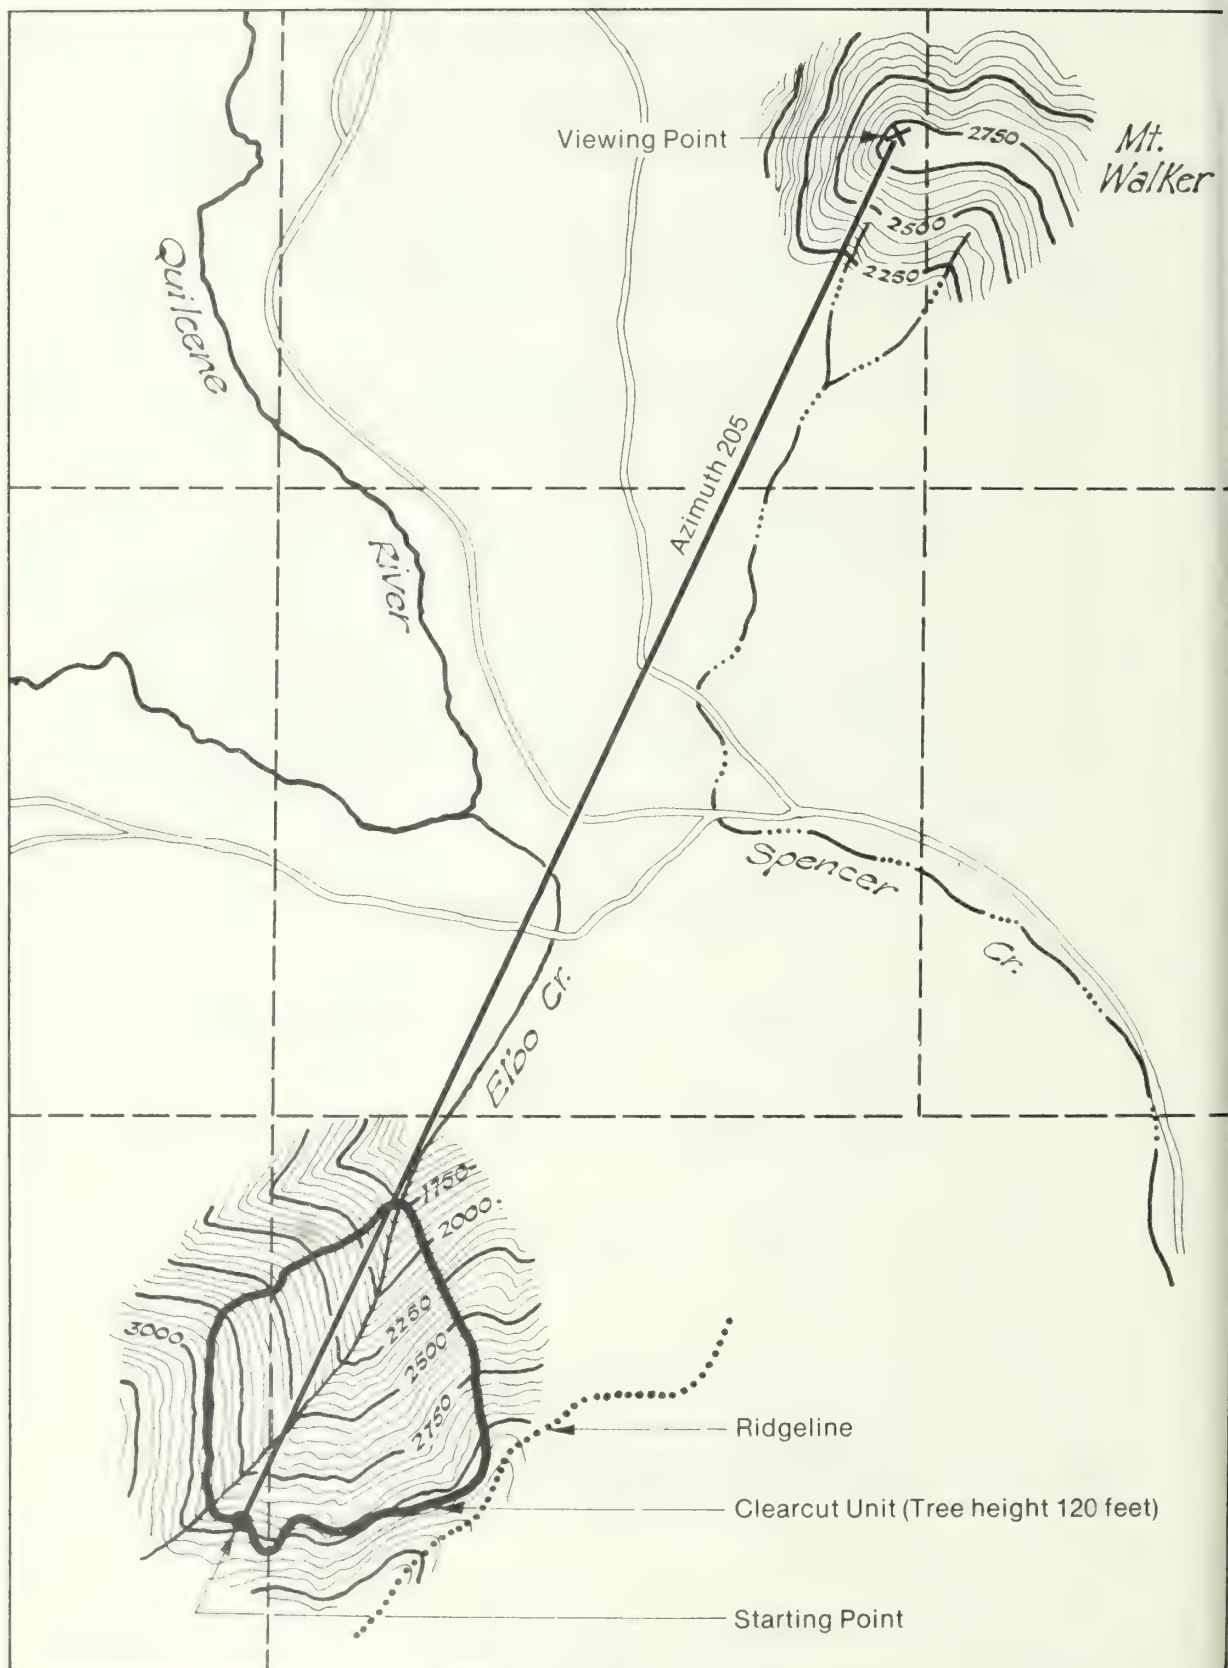 Viewing Point
2750
Mt.
Walker
2500
2250
Quilcene
River
Azimuth 205
Spencer
Cr.
Elbo Cr.
1750
2000
2250
2500
2750
3000
Ridgeline
Clearcut Unit (Tree height 120 feet)
Starting Point